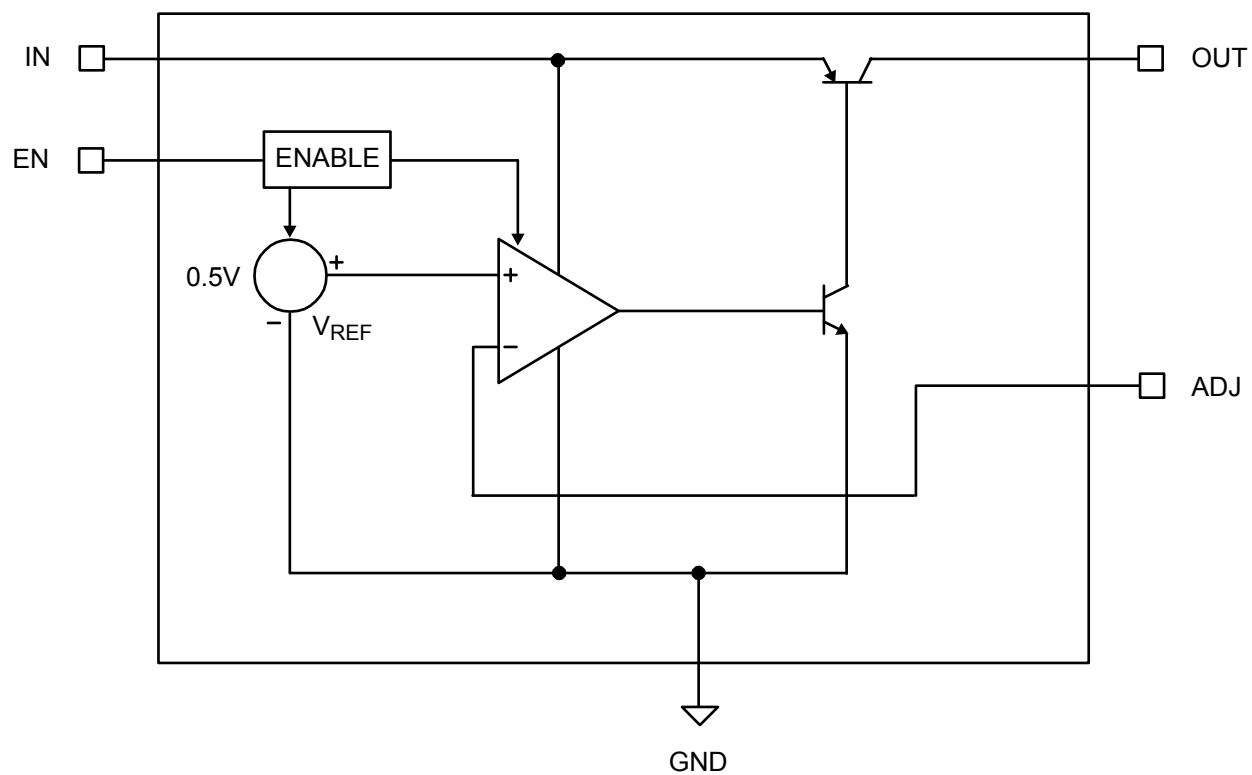 IN
OUT
EN
ENABLE
0.5V
+
−
VREF
+
−
ADJ
GND